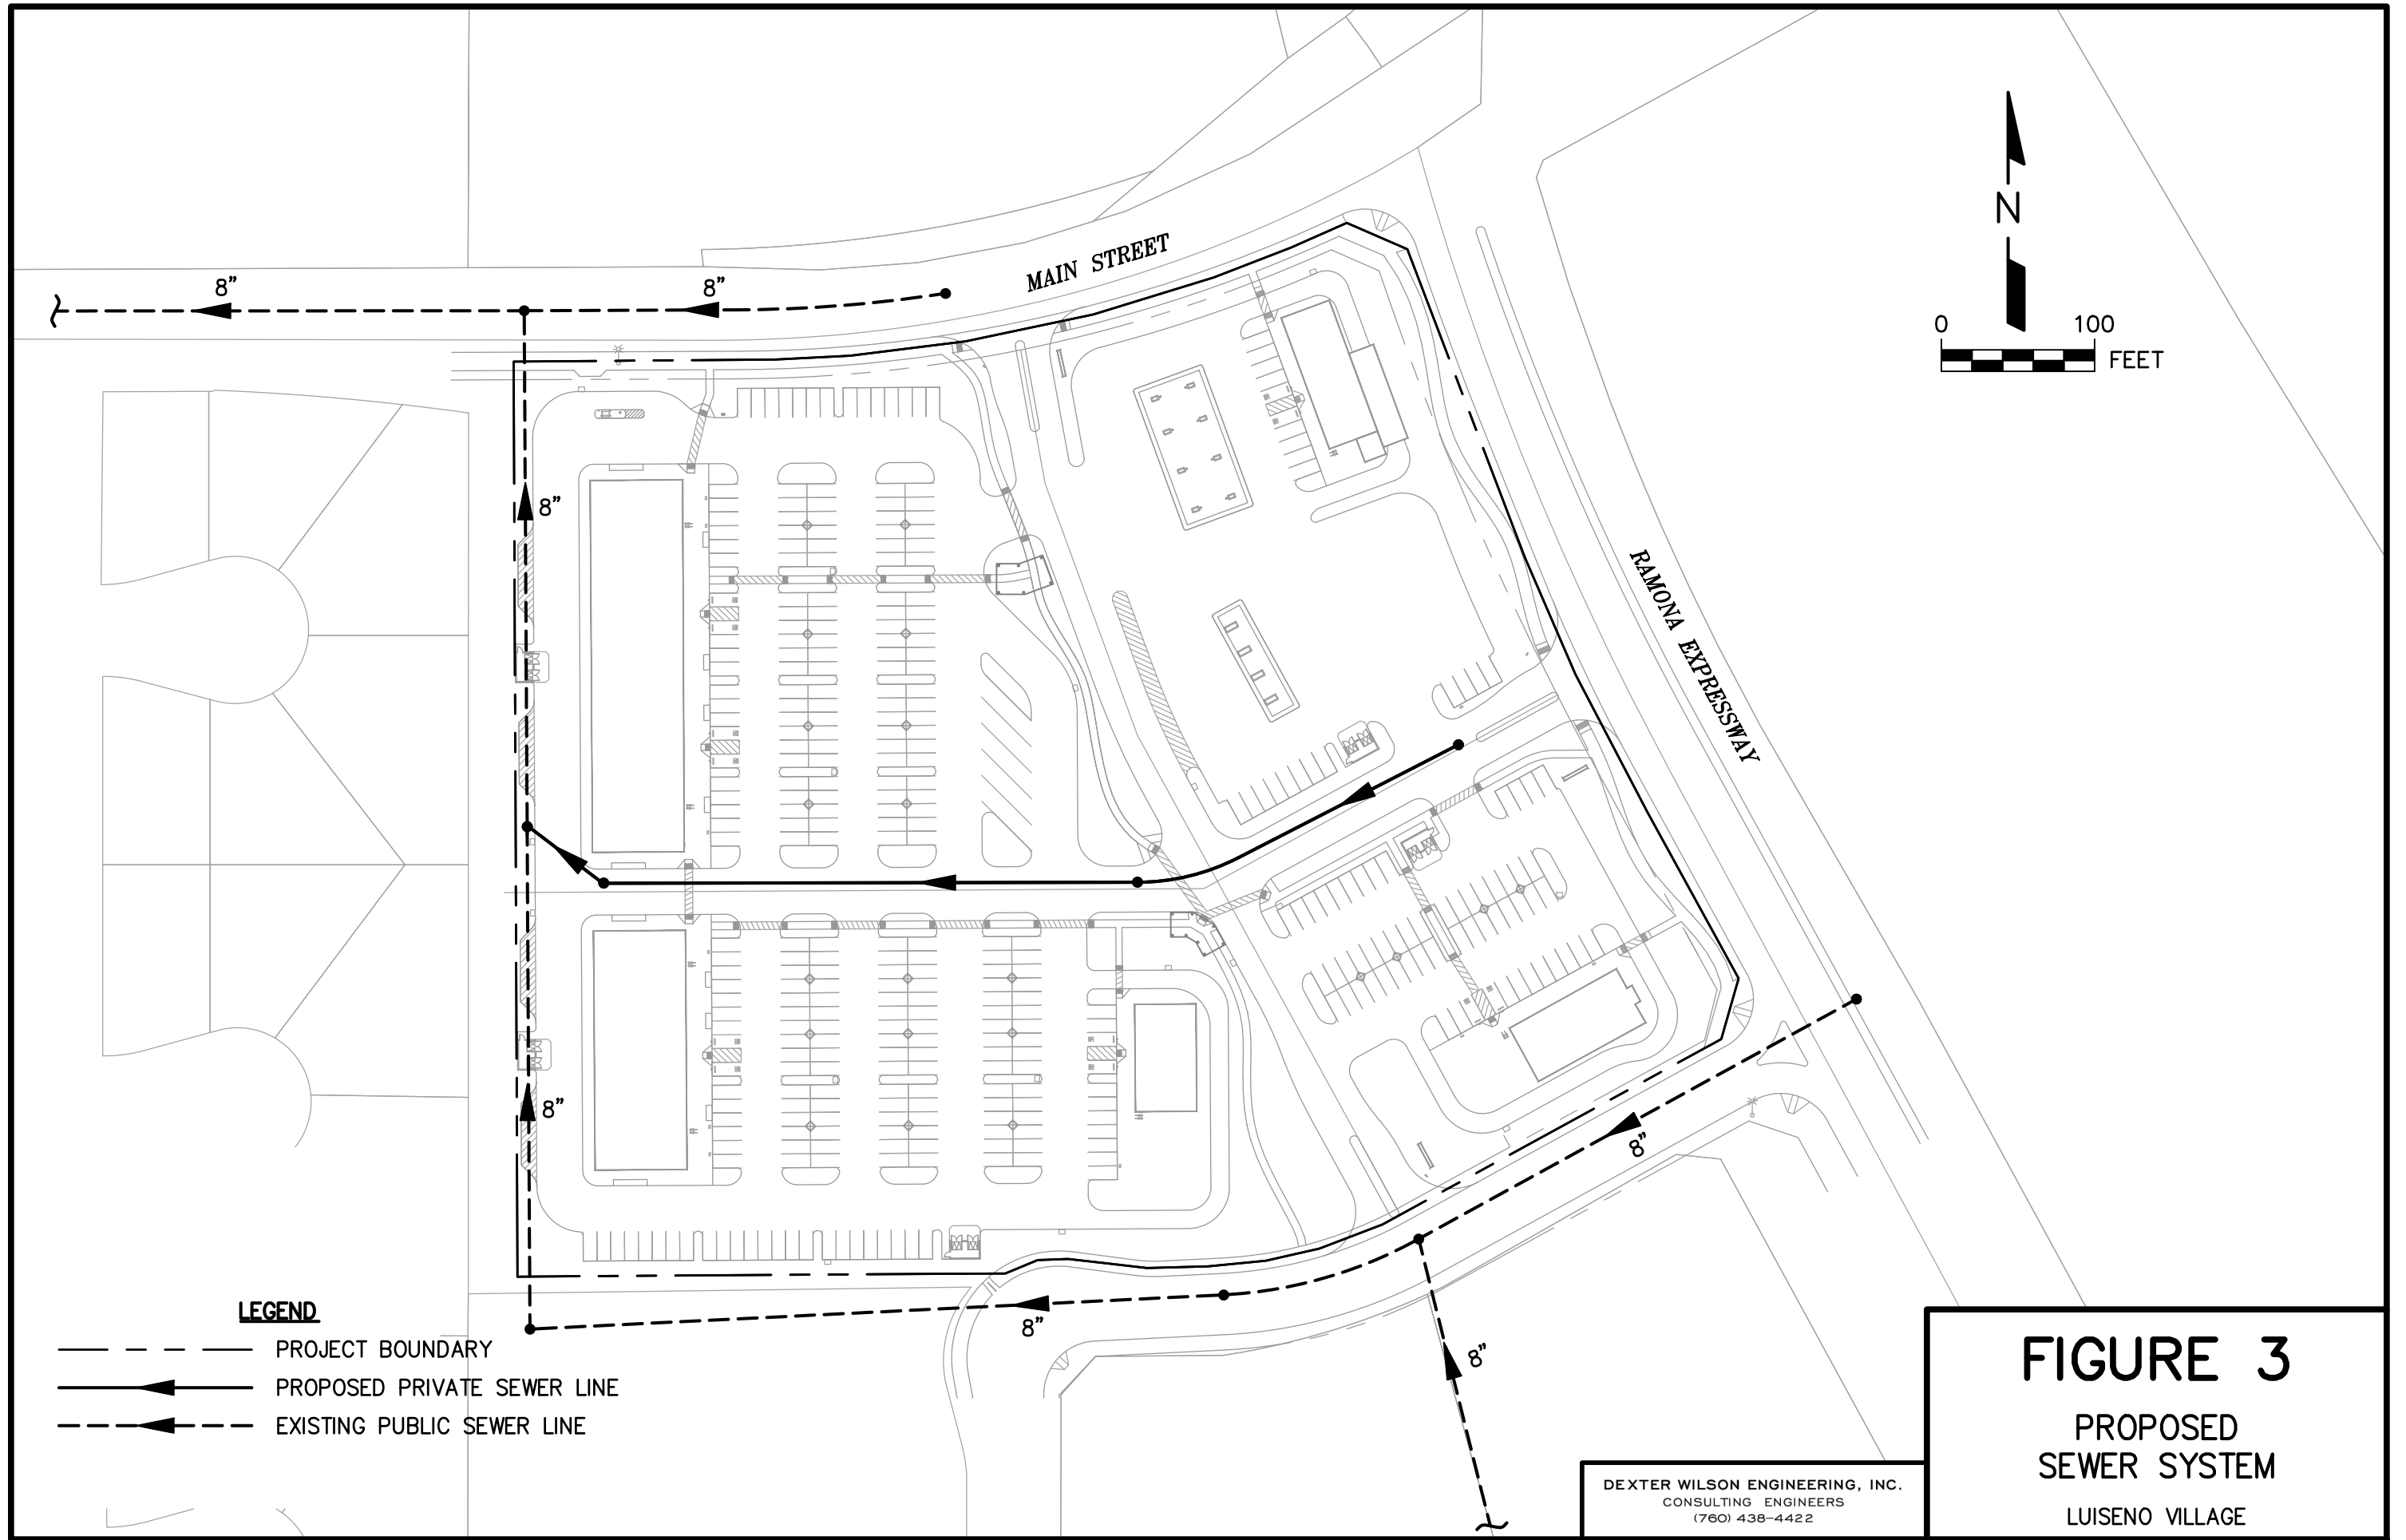 MAIN STREET
8”
8”
N
0 100
FEET
8”
RAMONA EXPRESSWAY
8”
8”
8”
8”
LEGEND
PROJECT BOUNDARY
PROPOSED PRIVATE SEWER LINE
EXISTING PUBLIC SEWER LINE
DEXTER WILSON ENGINEERING, INC.
CONSULTING ENGINEERS
(760) 438-4422
FIGURE 3
PROPOSED
SEWER SYSTEM
LUISENO VILLAGE